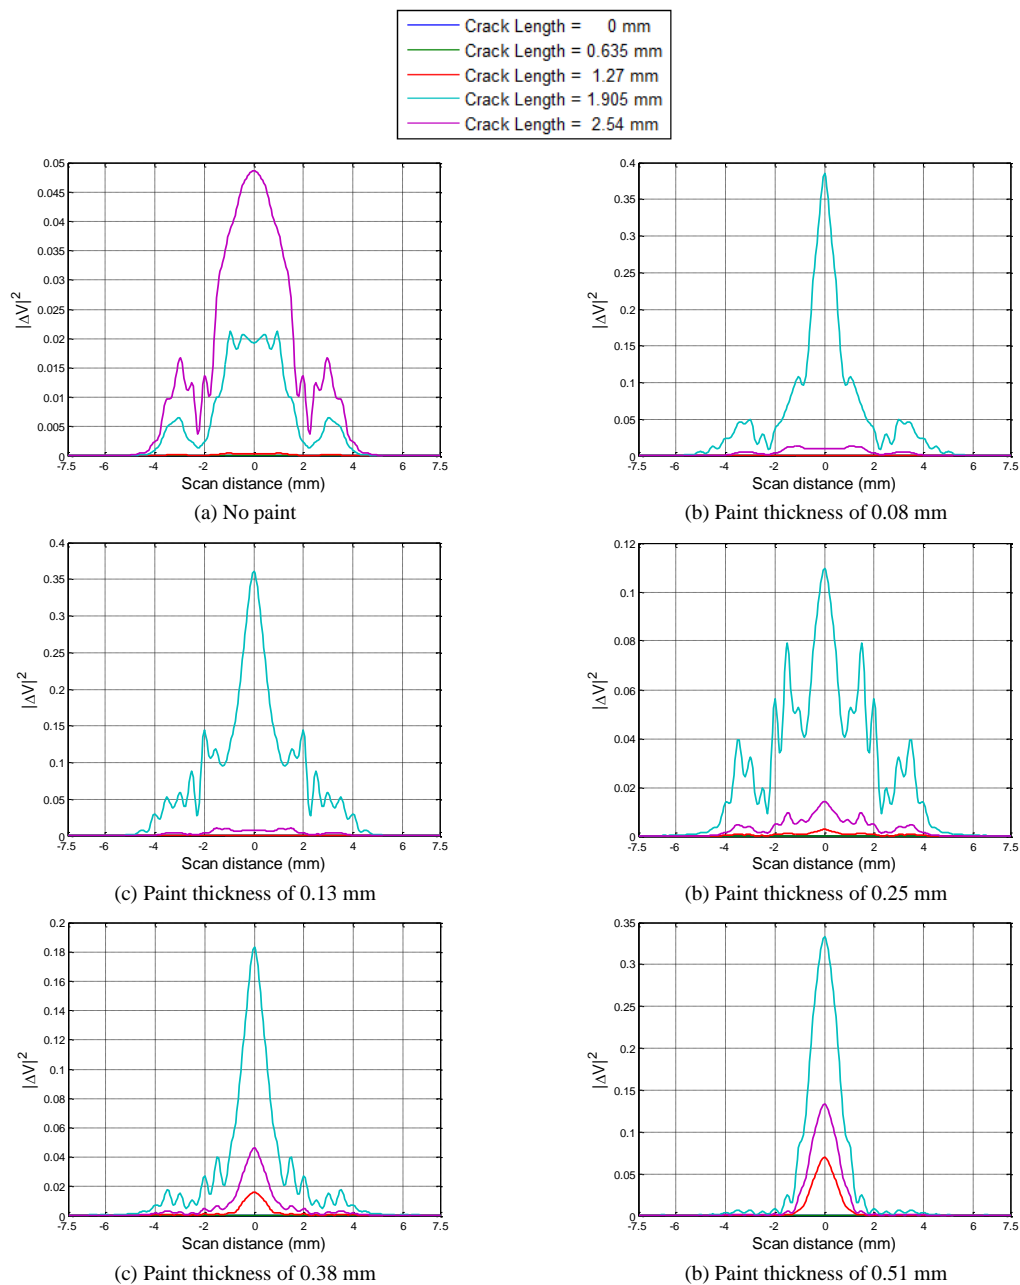 Crack Length = 0 mm
Crack Length = 0.635 mm
Crack Length = 1.27 mm
Crack Length = 1.905 mm
Crack Length = 2.54 mm
0.05
0.045
0.04
0.035
0.03
0.025
0.02
0.015
0.01
0.005
0
|ΔV|²
-7.5 -6 -4 -2 0 2 4 6 7.5
Scan distance (mm)
(a) No paint
0.4
0.35
0.3
0.25
0.2
0.15
0.1
0.05
0
|ΔV|²
-7.5 -6 -4 -2 0 2 4 6 7.5
Scan distance (mm)
(b) Paint thickness of 0.08 mm
0.4
0.35
0.3
0.25
0.2
0.15
0.1
0.05
0
|ΔV|²
-7.5 -6 -4 -2 0 2 4 6 7.5
Scan distance (mm)
(c) Paint thickness of 0.13 mm
0.12
0.1
0.08
0.06
0.04
0.02
0
|ΔV|²
-7.5 -6 -4 -2 0 2 4 6 7.5
Scan distance (mm)
(b) Paint thickness of 0.25 mm
0.2
0.18
0.16
0.14
0.12
0.1
0.08
0.06
0.04
0.02
0
|ΔV|²
-7.5 -6 -4 -2 0 2 4 6 7.5
Scan distance (mm)
(c) Paint thickness of 0.38 mm
0.35
0.3
0.25
0.2
0.15
0.1
0.05
0
|ΔV|²
-7.5 -6 -4 -2 0 2 4 6 7.5
Scan distance (mm)
(b) Paint thickness of 0.51 mm